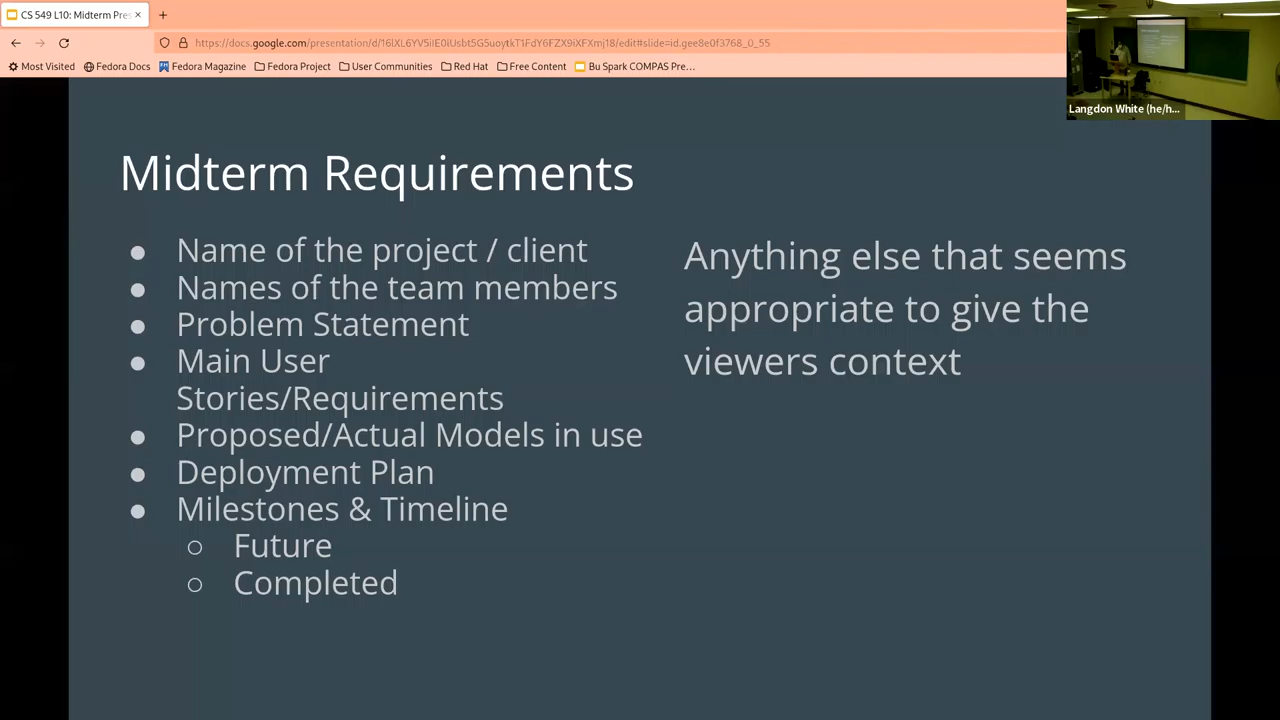 CS 549 L10: Midterm Pres
https://docs.google.com/presentation/d/16lXL6YV5iIE0iUsbt5G5uoytkT1FdY6FZX9iXFXmj18/edit#slide=id.gee8e0f3768_0_55
Most Visited Fedora Docs Fedora Magazine Fedora Project User Communities Red Hat Free Content Bu Spark COMPAS Pre…
Langdon White (he/h...
Midterm Requirements
● Name of the project / client
● Names of the team members
● Problem Statement
● Main User
Stories/Requirements
● Proposed/Actual Models in use
● Deployment Plan
● Milestones & Timeline
○ Future
○ Completed
Anything else that seems
appropriate to give the
viewers context